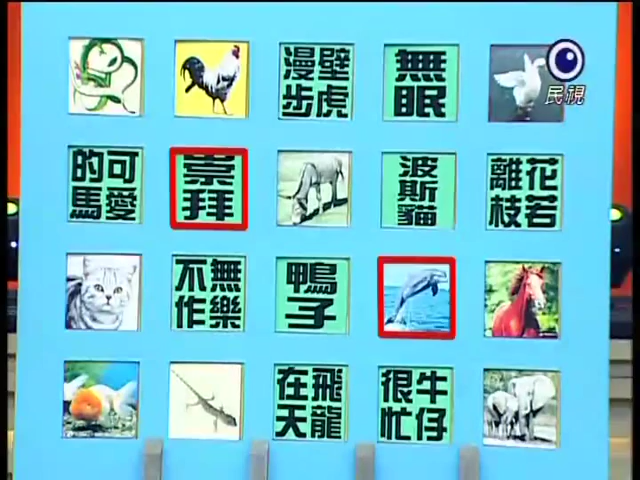 壁虎
漫步
無眠
民視
可愛
的馬
崇拜
波斯貓
花若
離枝
無樂
不作
鴨子
飛龍
在天
牛仔
很忙